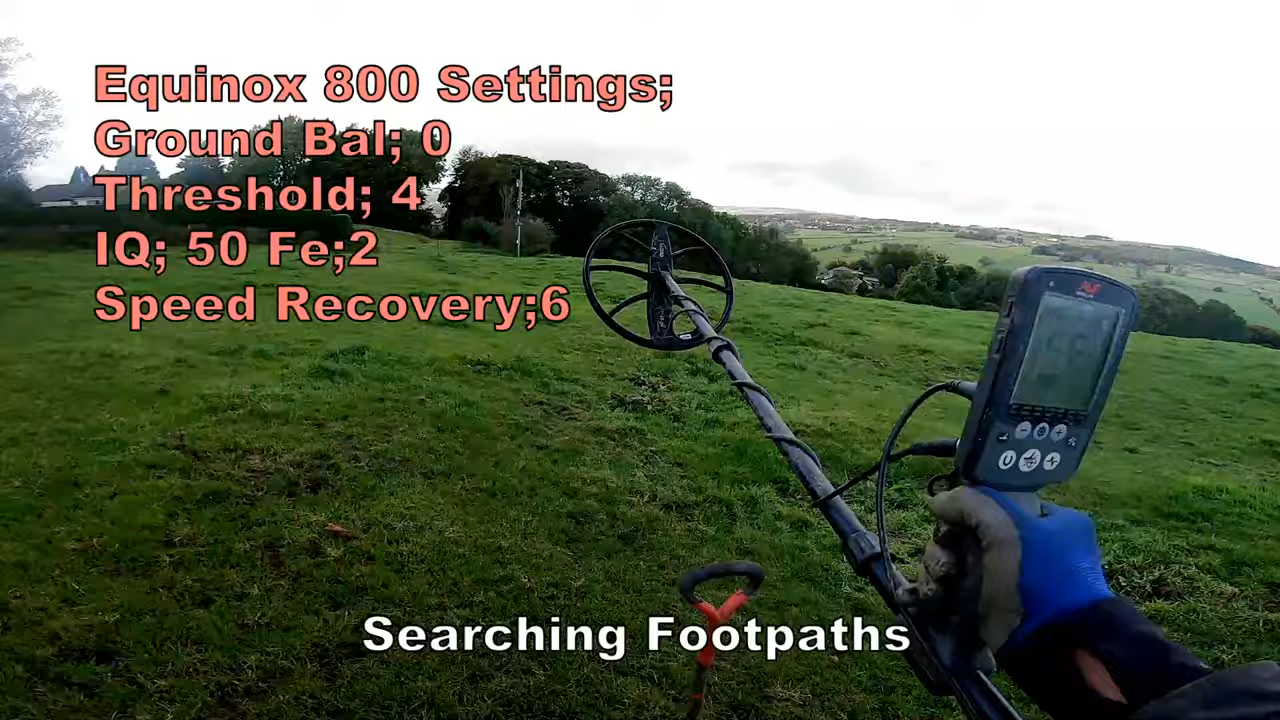 Equinox 800 Settings;
Ground Bal; 0
Threshold; 4
IQ; 50 Fe;2
Speed Recovery;6
Searching Footpaths